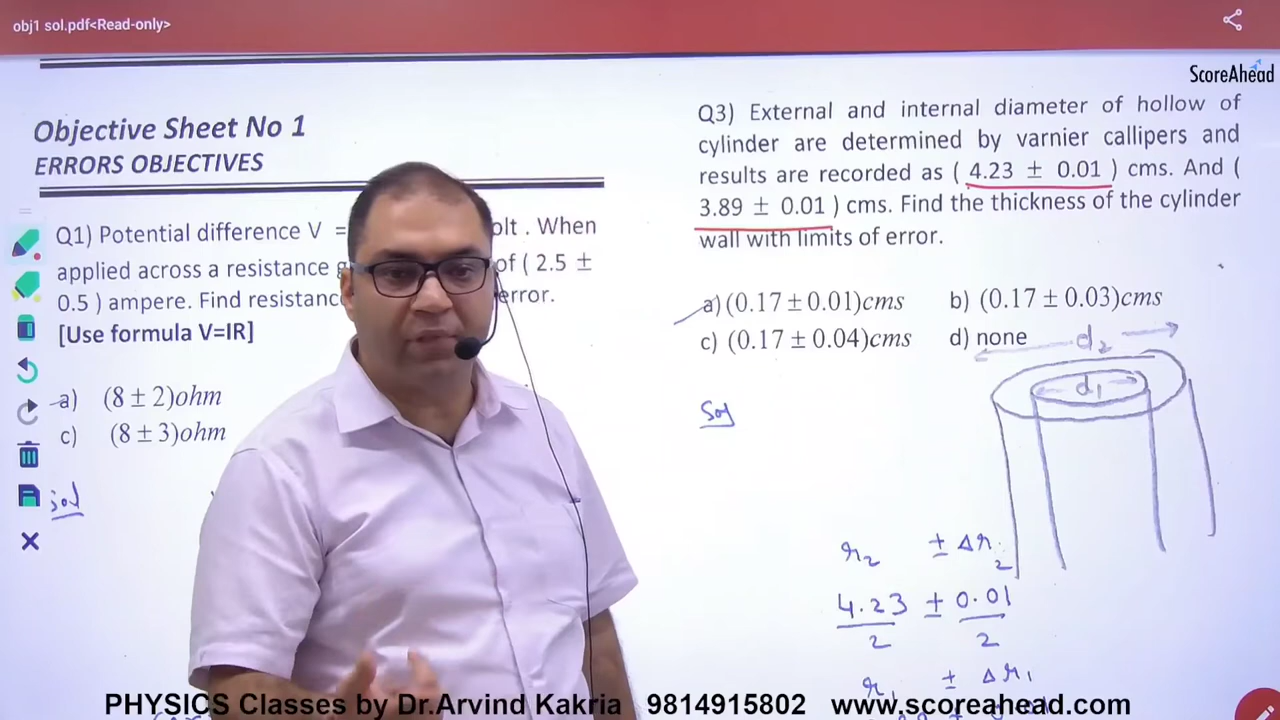 obj1 sol.pdf<Read-only>
ScoreAhead
Objective Sheet No 1
ERRORS OBJECTIVES
Q1) Potential difference V = olt . When
applied across a resistance of ( 2.5 ±
0.5 ) ampere. Find resistanc error.
[Use formula V=IR]
a) (8 ± 2)ohm
c) (8 ± 3)ohm
Sol
Q3) External and internal diameter of hollow of
cylinder are determined by varnier callipers and
results are recorded as ( 4.23 ± 0.01 ) cms. And (
3.89 ± 0.01 ) cms. Find the thickness of the cylinder
wall with limits of error.
a) (0.17 ± 0.01)cms b) (0.17 ± 0.03)cms
c) (0.17 ± 0.04)cms d) none
d₂
d₁
Sol
r₂ ± Δr₂
4.23 ± 0.01
2 2
r₁ ± Δr₁
PHYSICS Classes by Dr.Arvind Kakria 9814915802 www.scoreahead.com